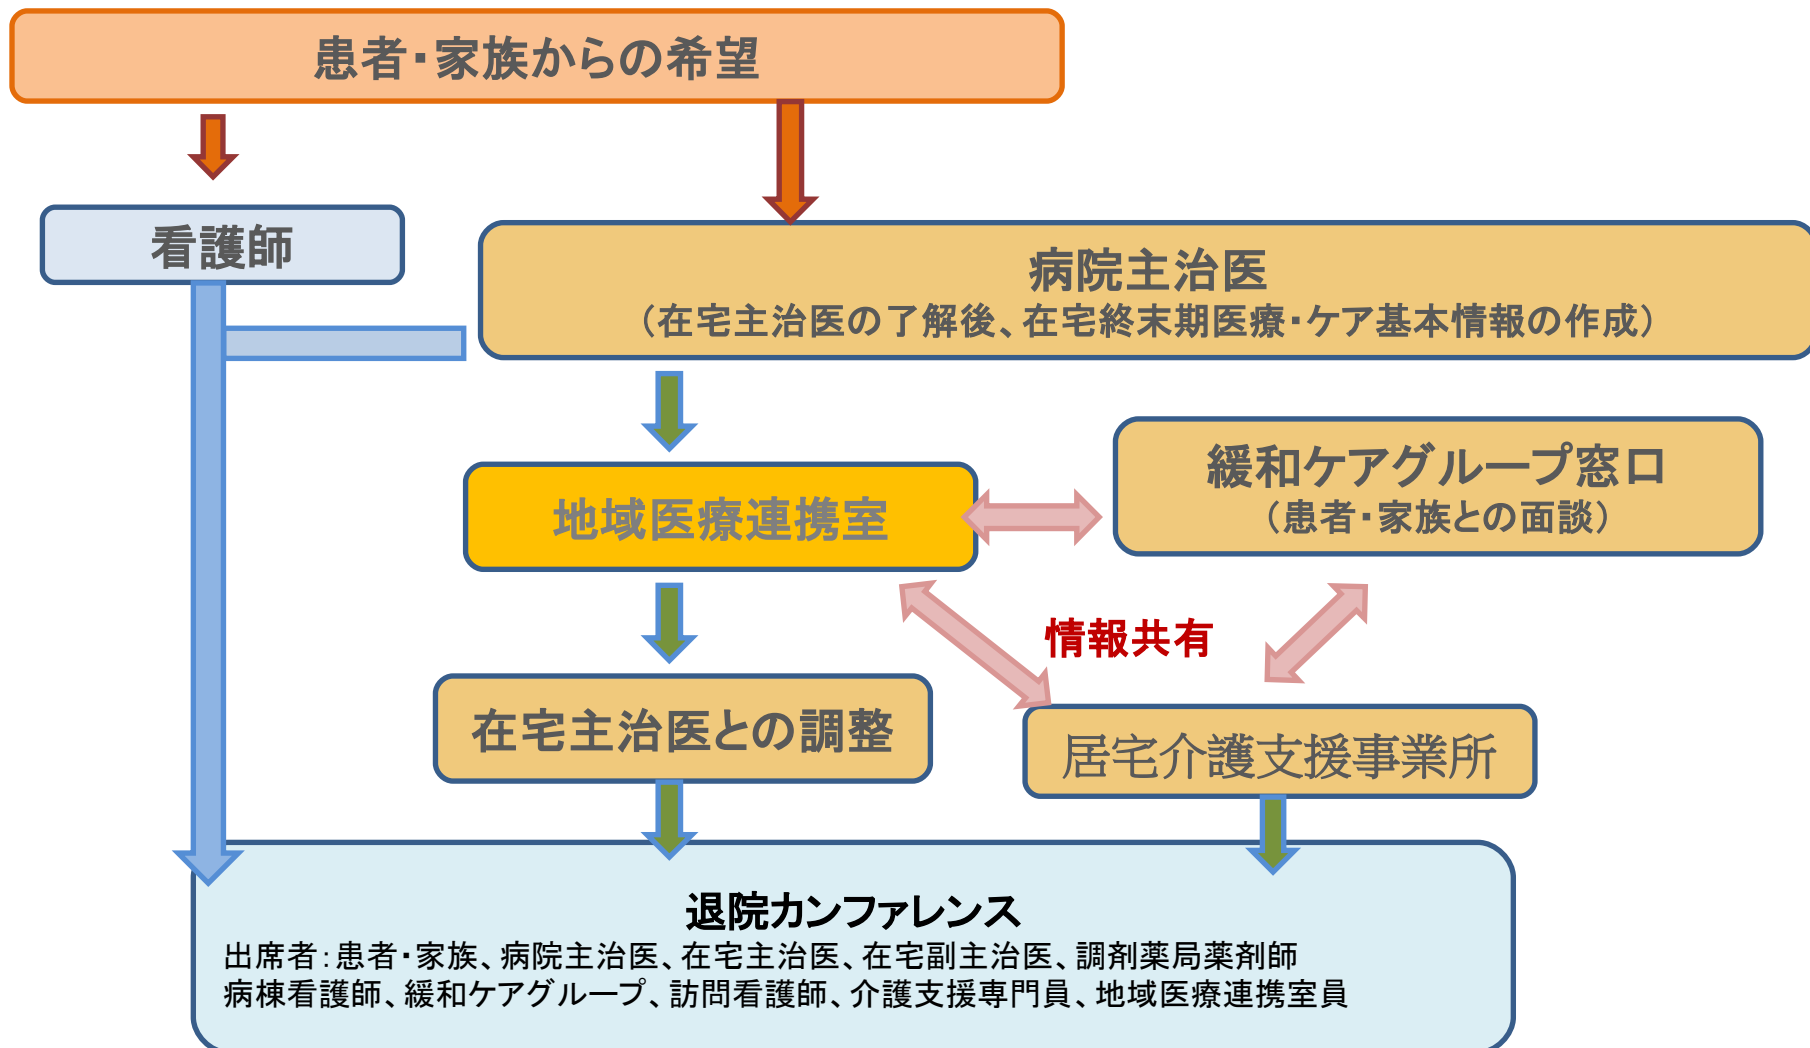 患者・家族からの希望
看護師
病院主治医
（在宅主治医の了解後、在宅終末期医療・ケア基本情報の作成）
地域医療連携室
緩和ケアグループ窓口
（患者・家族との面談）
情報共有
在宅主治医との調整
居宅介護支援事業所
退院カンファレンス
出席者：患者・家族、病院主治医、在宅主治医、在宅副主治医、調剤薬局薬剤師
病棟看護師、緩和ケアグループ、訪問看護師、介護支援専門員、地域医療連携室員